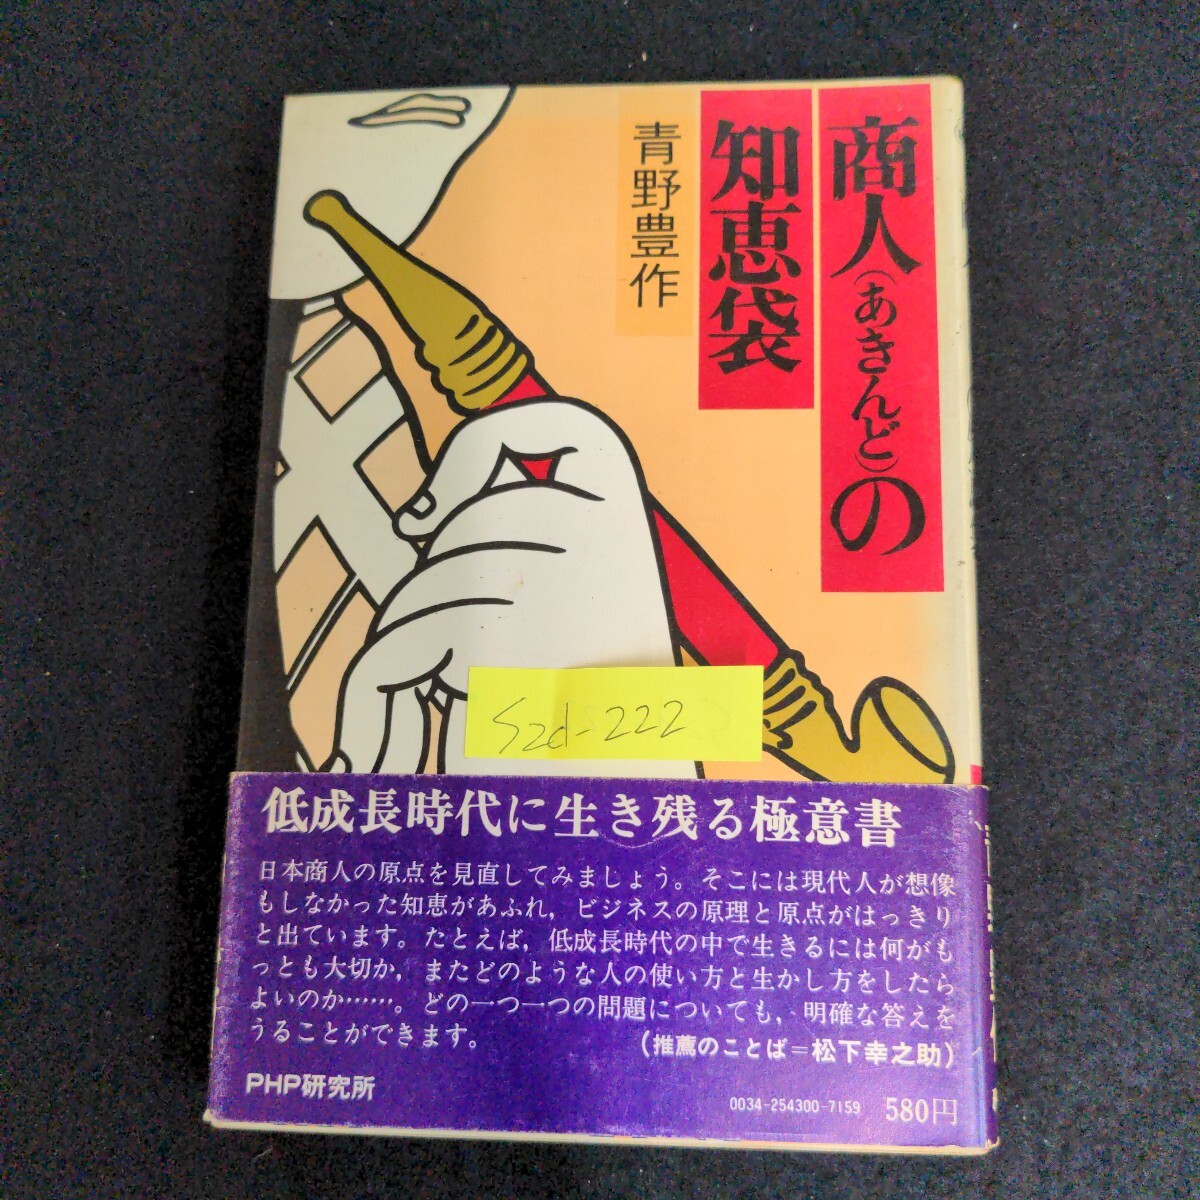 商人(あきんど)の
知恵袋
青野豊作
S2d-222
低成長時代に生き残る極意書
日本商人の原点を見直してみましょう。そこには現代人が想像
もしなかった知恵があふれ,ビジネスの原理と原点がはっきり
と出ています。たとえば,低成長時代の中で生きるには何がも
っとも大切か,またどのような人の使い方と生かし方をしたら
よいのか……。どの一つ一つの問題についても,明確な答えを
うることができます。
(推薦のことば=松下幸之助)
PHP研究所
0034-254300-7159 580円